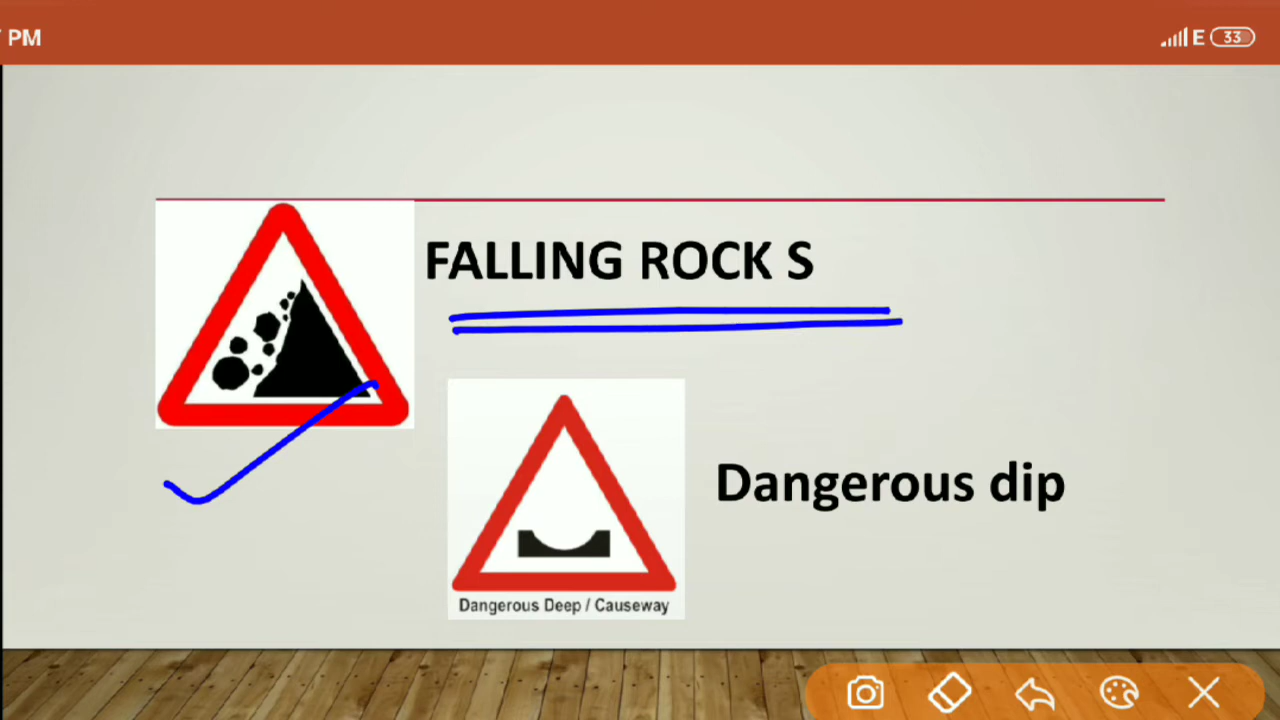 PM
E 33
FALLING ROCK S
Dangerous dip
Dangerous Deep / Causeway